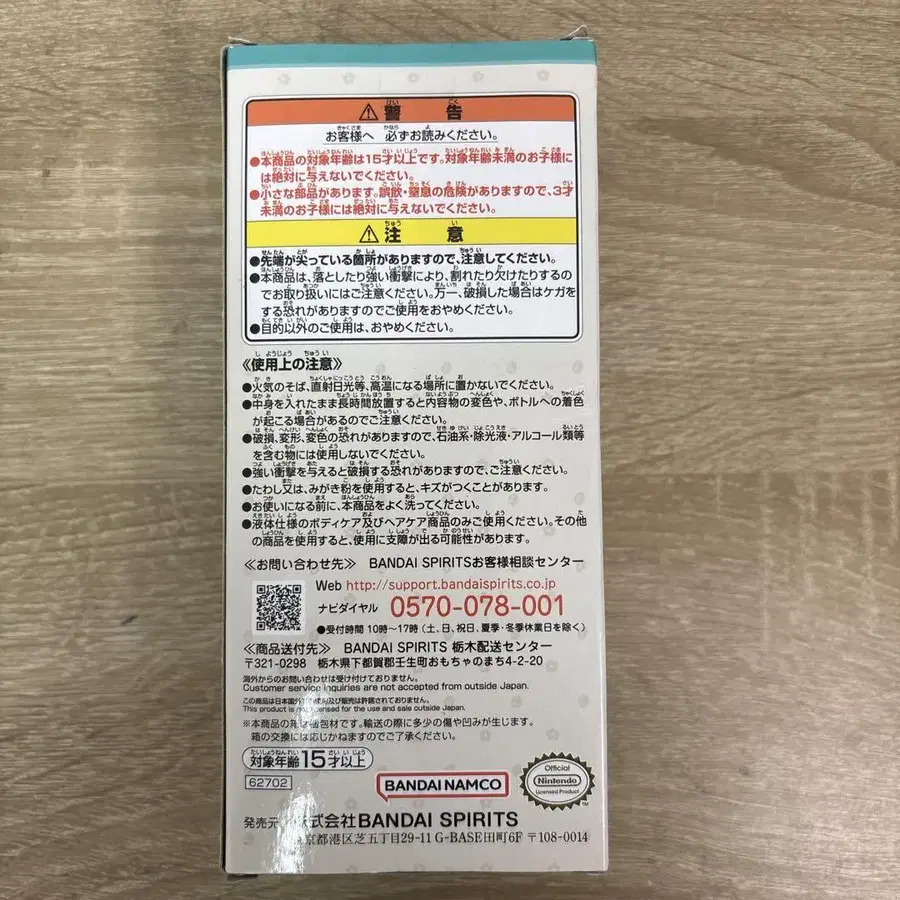 ⚠警告
お客様へ 必ずお読みください。
●本商品の対象年齢は15才以上です。対象年齢未満のお子様に
は絶対に与えないでください。
●小さな部品があります。誤飲・窒息の危険がありますので、3才
未満のお子様には絶対に与えないでください。
⚠注意
●先端が尖っている箇所がありますので、注意してください。
●本商品は、落としたり強い衝撃により、割れたり欠けたりするの
でお取り扱いにはご注意ください。万一、破損した場合はケガを
する恐れがありますのでご使用をおやめください。
●目的以外のご使用は、おやめください。
《使用上の注意》
●火気のそば、直射日光等、高温になる場所に置かないでください。
●中身を入れたまま長時間放置すると内容物の変色や、ボトルへの着色
が起こる場合があるのでご注意ください。
●破損、変形、変色の恐れがありますので、石油系・除光液・アルコール類等
を含む物には使用しないでください。
●強い衝撃を与えると破損する恐れがありますので、ご注意ください。
●たわし又は、みがき粉を使用すると、キズがつくことがあります。
●お使いになる前に、本商品をよく洗ってください。
●液体仕様のボディケア及びヘアケア商品のみご使用ください。その他
の商品を使用すると、使用に支障が出る可能性があります。
《お問い合わせ先》 BANDAI SPIRITSお客様相談センター
Web http://support.bandaispirits.co.jp
ナビダイヤル 0570-078-001
●受付時間 10時〜17時(土、日、祝日、夏季・冬季休業日を除く)
《商品送付先》 BANDAI SPIRITS 栃木配送センター
〒321-0298 栃木県下都賀郡壬生町おもちゃのまち4-2-20
海外からのお問い合わせは受け付けておりません。
Customer service inquiries are not accepted from outside Japan.
この商品は日本国外での使用及び販売は許諾されておりません。
This product is not licensed for the use and sale outside Japan.
※本商品の箱は梱包材です。輸送の際に多少の傷や凹みが生じます。
箱の交換には応じかねますのでご了承ください。
対象年齢15才以上
62702
BANDAI NAMCO
Official
Nintendo
Licensed Product
発売元 株式会社BANDAI SPIRITS
東京都港区芝五丁目29-11 G-BASE田町6F 〒108-0014